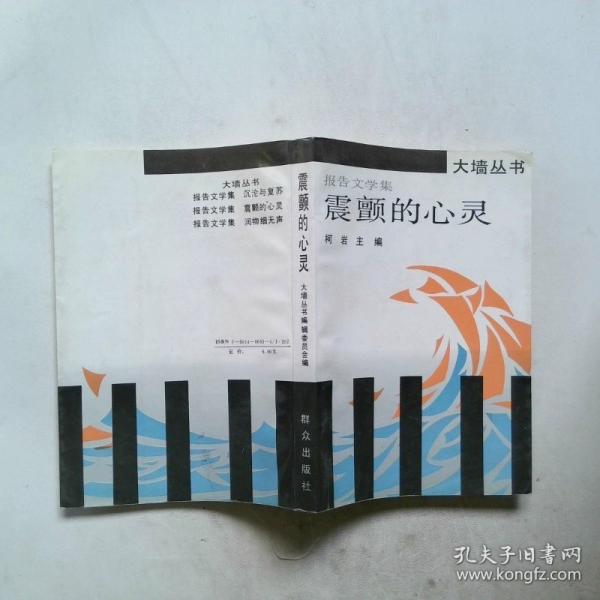 大墙丛书
报告文学集
震颤的心灵
柯岩主编
震颤的心灵
大墙丛书编辑委员会编
群众出版社
大墙丛书
报告文学集 沉沦与复苏
报告文学集 震颤的心灵
报告文学集 润物细无声
定价:
孔夫子旧书网
www.kongfz.com